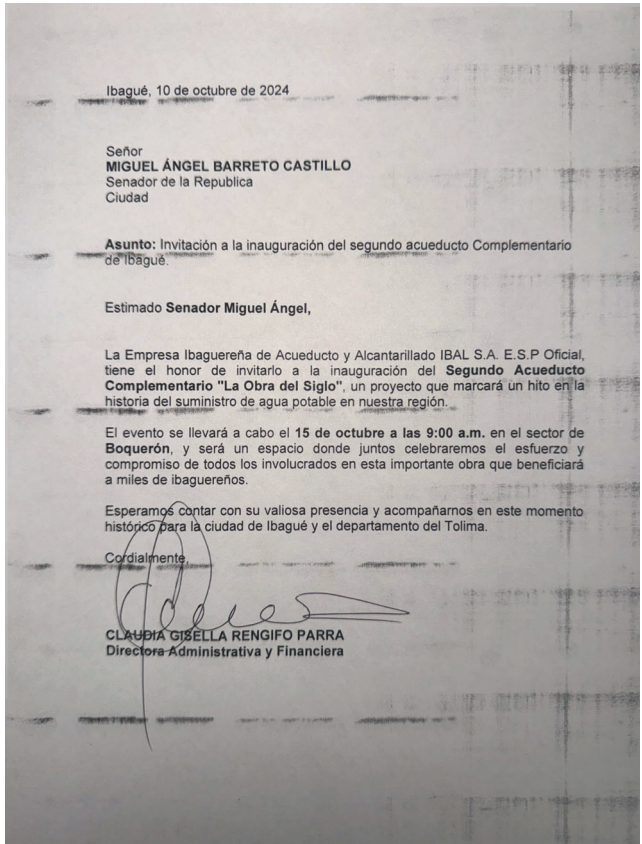 Ibagué, 10 de octubre de 2024
Señor
MIGUEL ÁNGEL BARRETO CASTILLO
Senador de la Republica
Ciudad
Asunto: Invitación a la inauguración del segundo acueducto Complementario
de Ibagué.
Estimado Senador Miguel Ángel,
La Empresa Ibaguereña de Acueducto y Alcantarillado IBAL S.A. E.S.P Oficial,
tiene el honor de invitarlo a la inauguración del Segundo Acueducto
Complementario "La Obra del Siglo", un proyecto que marcará un hito en la
historia del suministro de agua potable en nuestra región.
El evento se llevará a cabo el 15 de octubre a las 9:00 a.m. en el sector de
Boquerón, y será un espacio donde juntos celebraremos el esfuerzo y
compromiso de todos los involucrados en esta importante obra que beneficiará
a miles de ibaguereños.
Esperamos contar con su valiosa presencia y acompañarnos en este momento
histórico para la ciudad de Ibagué y el departamento del Tolima.
Cordialmente,
CLAUDIA GISELLA RENGIFO PARRA
Directora Administrativa y Financiera